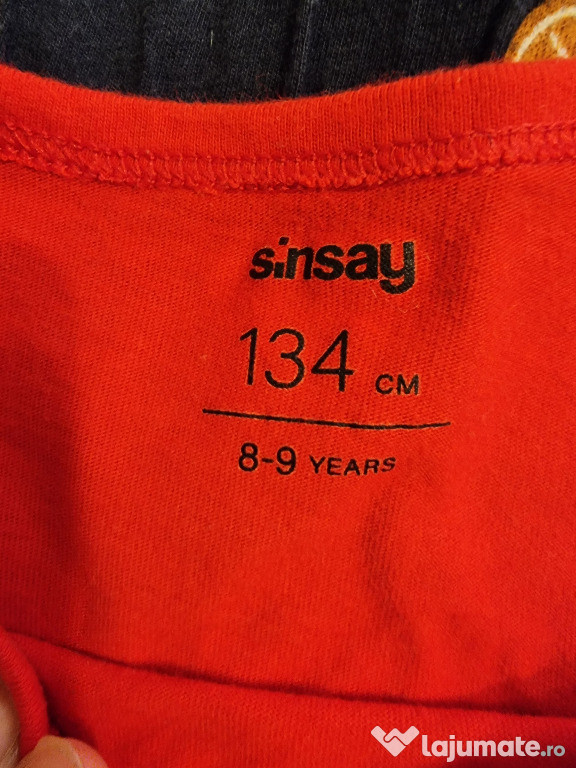 sinsay
134 CM
8-9 YEARS
lajumate.ro